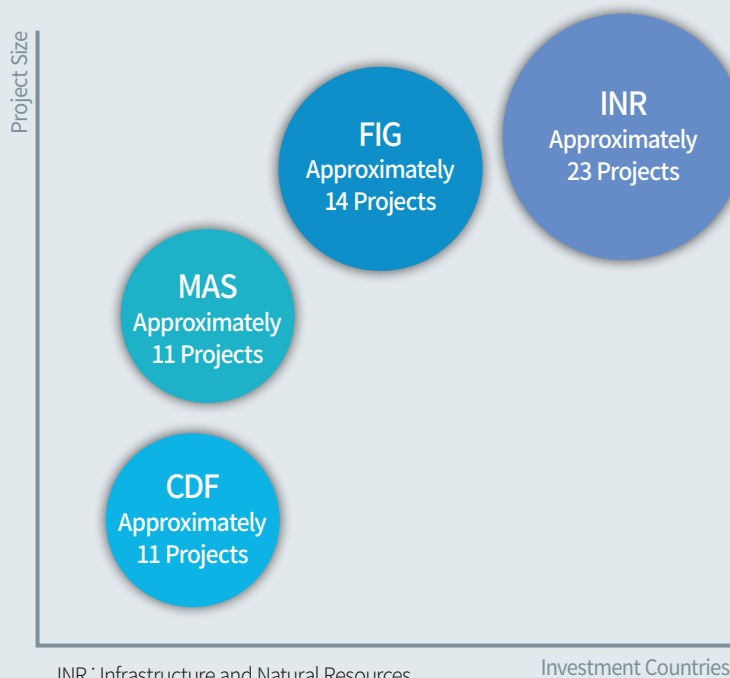 Project Size
INR
Approximately
23 Projects
FIG
Approximately
14 Projects
MAS
Approximately
11 Projects
CDF
Approximately
11 Projects
Investment Countries
INR : Infrastructure and Natural Resources